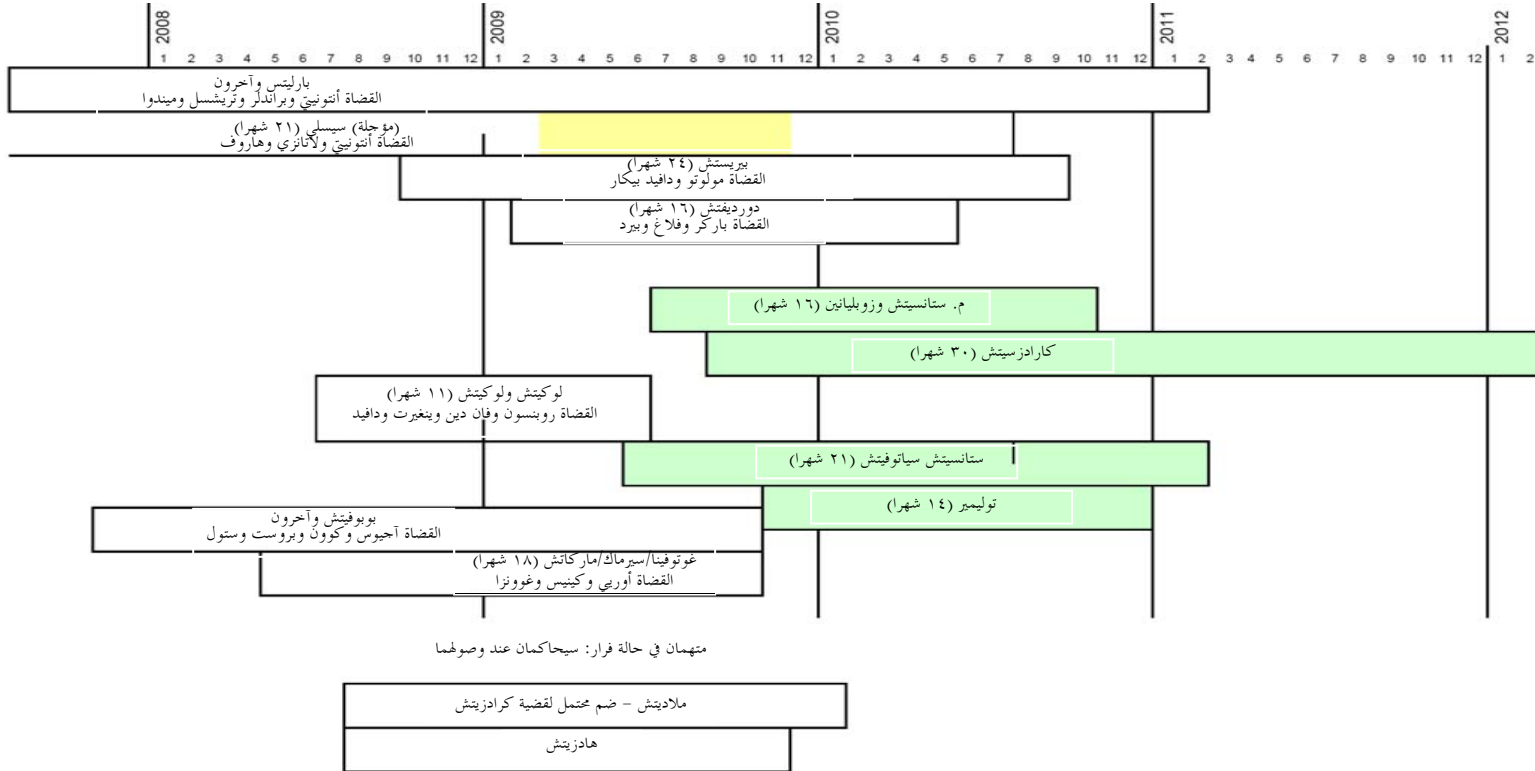 2008 2009 2010 2011 2012
1 2 3 4 5 6 7 8 9 10 11 12 1 2 3 4 5 6 7 8 9 10 11 12 1 2 3 4 5 6 7 8 9 10 11 12 1 2 3 4 5 6 7 8 9 10 11 12 1 2
بارليتس وآخرون
القضاة أنتونيتي وبراندلر وتريشسل وميندوا
(مؤجلة) سيسلي (٢١ شهرا)
القضاة أنتونيتي ولاتانزي وهاروف
بيريستش (٢٤ شهرا)
القضاة مولوتو ودافيد بيكار
دورديفتش (١٦ شهرا)
القضاة باركر وفلاغ وبيرد
م. ستانسيتش وزوبليانين (١٦ شهرا)
كارادزسيتش (٣٠ شهرا)
لوكيتش ولوكيتش (١١ شهرا)
القضاة روبنسون وفان دين وينغيرت ودافيد
ستانسيتش سياتوفيتش (٢١ شهرا)
توليمير (١٤ شهرا)
بوبوفيتش وآخرون
القضاة آجيوس وكوون وبروست وستول
غوتوفينا/سيرماك/ماركاتش (١٨ شهرا)
القضاة أوريي وكينيس وغوونزا
متهمان في حالة فرار: سيحاكمان عند وصولهما
ملاديتش – ضم محتمل لقضية كرادزيتش
هادزيتش